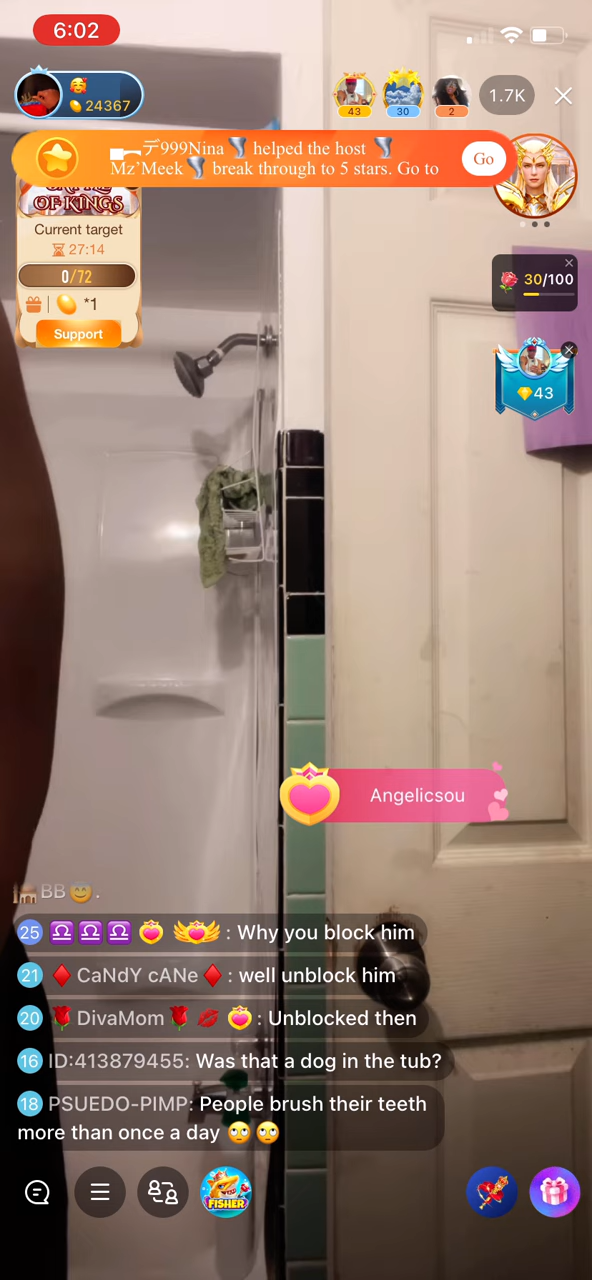 6:02
24367
43
30
2
1.7K
デ999Nina🌪️ helped the host 🌪️
Mz`Meek🌪️ break through to 5 stars. Go to
Go
OF KINGS
Current target
27:14
0/72
*1
Support
30/100
43
Angelicsou
BB😊.
25 ♎♎♎ : Why you block him
21 ♦️CaNdY cANe♦️: well unblock him
20 🌹DivaMom🌹💋 : Unblocked then
16 ID:413879455: Was that a dog in the tub?
18 PSUEDO-PIMP: People brush their teeth
more than once a day 🙄🙄
FISHER